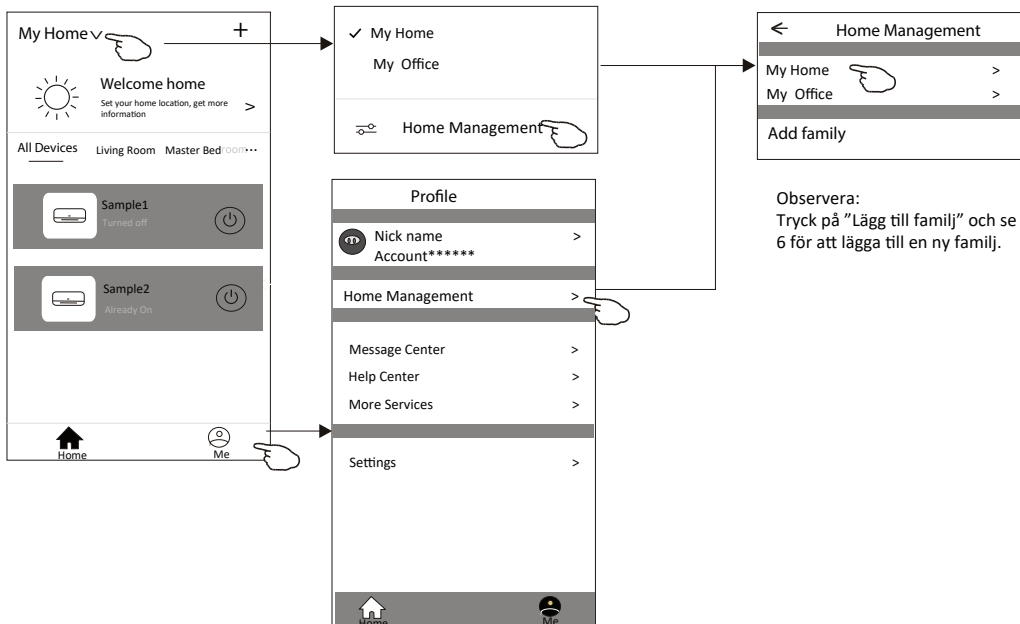 My Home
+
Welcome home
Set your home location, get more
information
>
All Devices Living Room Master Bedroom...
Sample1
Turned off
Sample2
Already On
Home Me
✓ My Home
My Office
Home Management
Profile
Nick name >
Account******
Home Management >
Message Center >
Help Center >
More Services >
Settings >
Home Me
← Home Management
My Home >
My Office >
Add family
Observera:
Tryck på ”Lägg till familj” och se
6 för att lägga till en ny familj.